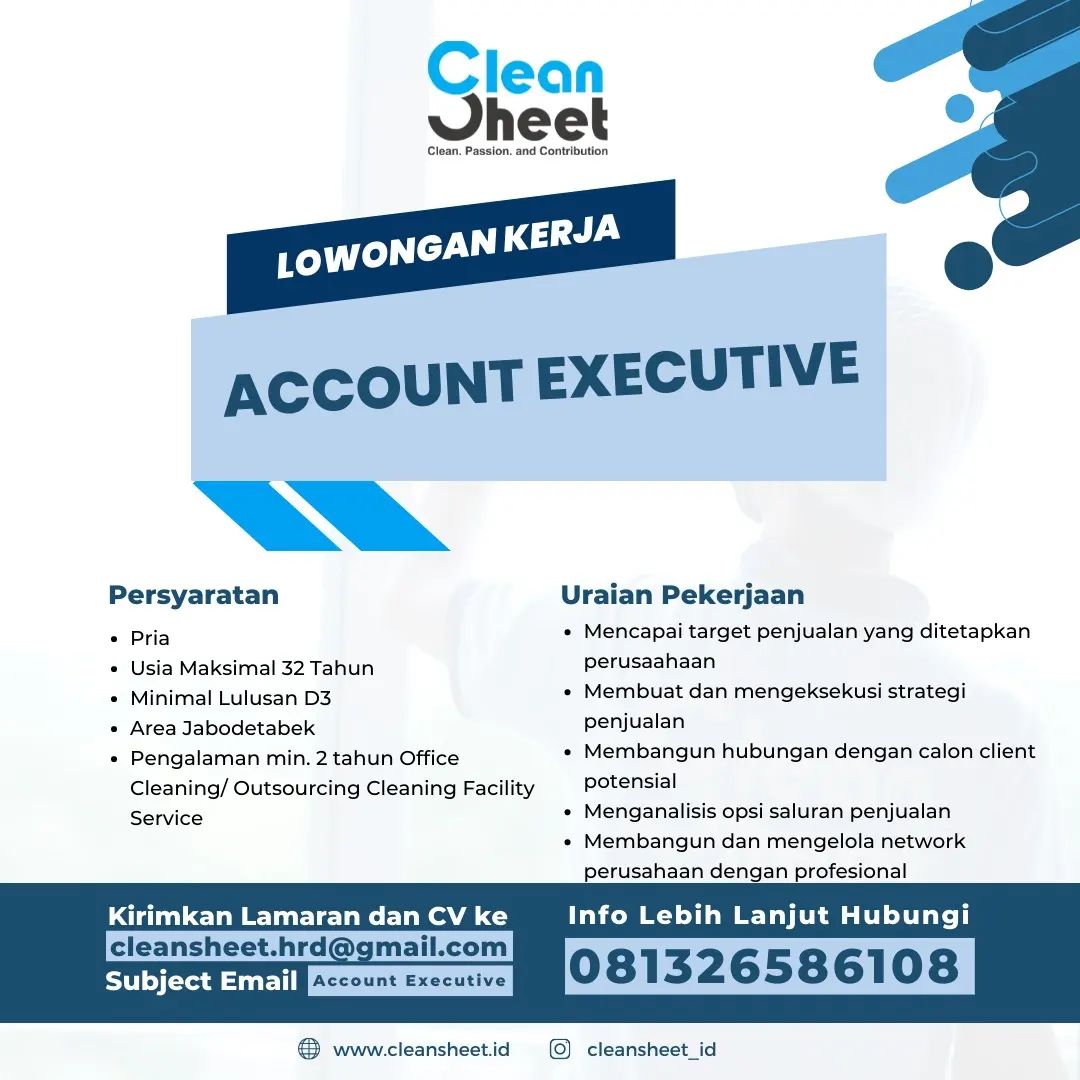 Clean
Sheet
Clean. Passion. and Contribution
LOWONGAN KERJA
ACCOUNT EXECUTIVE
Persyaratan
• Pria
• Usia Maksimal 32 Tahun
• Minimal Lulusan D3
• Area Jabodetabek
• Pengalaman min. 2 tahun Office
Cleaning/ Outsourcing Cleaning Facility
Service
Uraian Pekerjaan
• Mencapai target penjualan yang ditetapkan
perusaahaan
• Membuat dan mengeksekusi strategi
penjualan
• Membangun hubungan dengan calon client
potensial
• Menganalisis opsi saluran penjualan
• Membangun dan mengelola network
perusahaan dengan profesional
Kirimkan Lamaran dan CV ke
cleansheet.hrd@gmail.com
Subject Email Account Executive
Info Lebih Lanjut Hubungi
081326586108
www.cleansheet.id
cleansheet_id